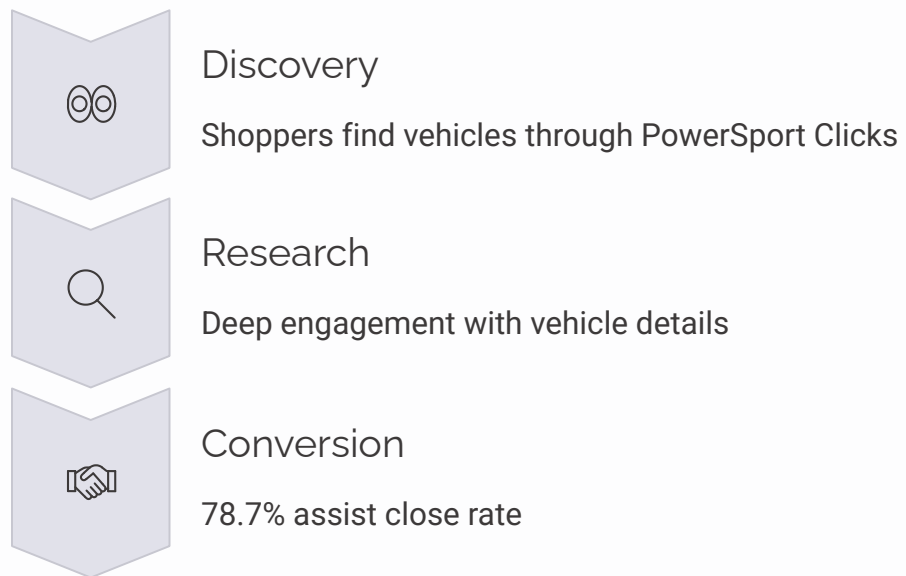 Discovery
Shoppers find vehicles through PowerSport Clicks
Research
Deep engagement with vehicle details
Conversion
78.7% assist close rate